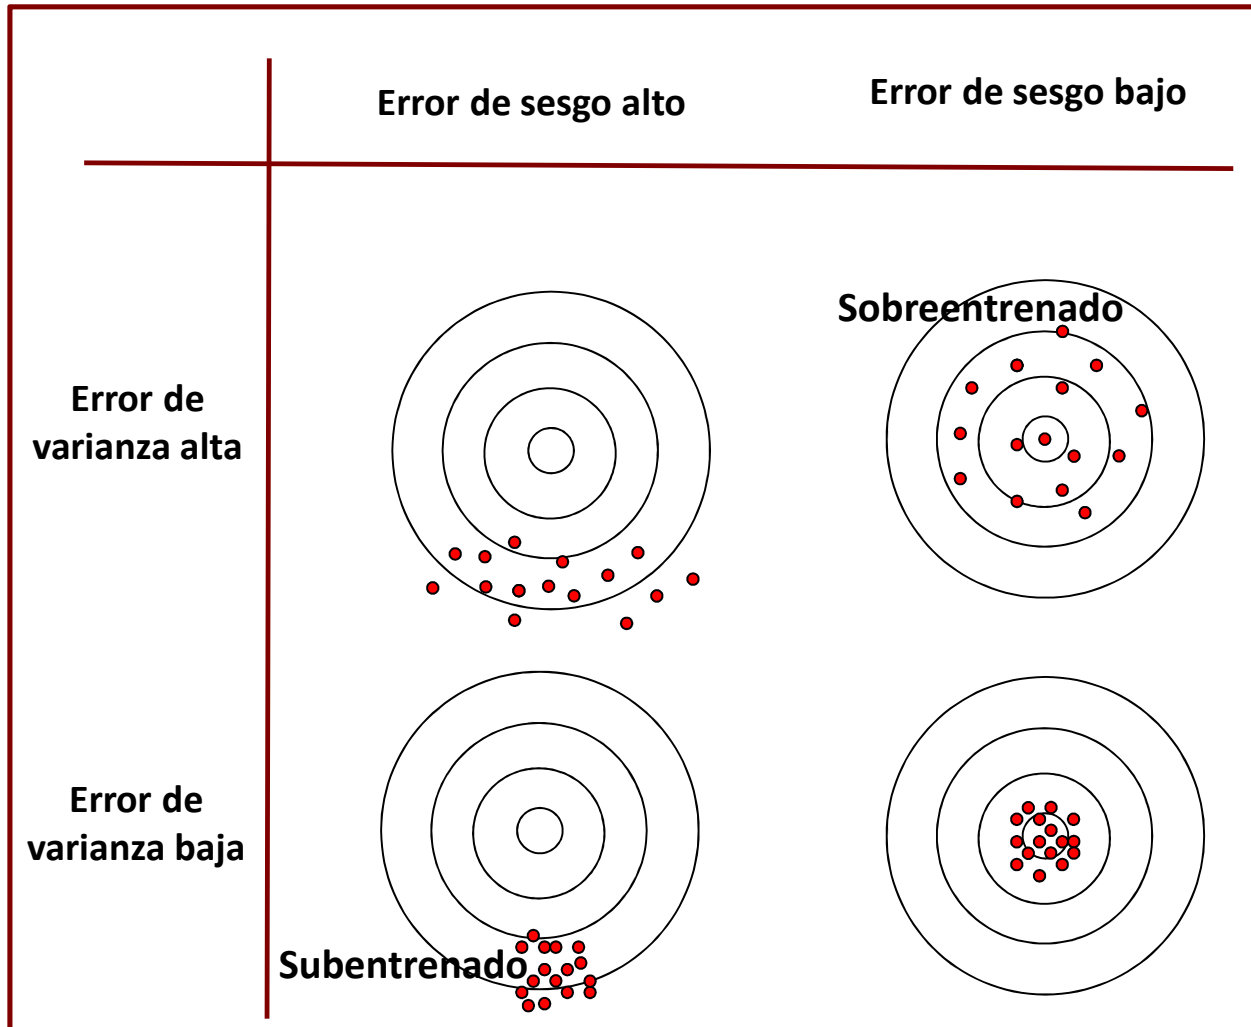 Error de sesgo alto
Error de sesgo bajo
Sobreentrenado
Error de
varianza alta
Error de
varianza baja
Subentrenado